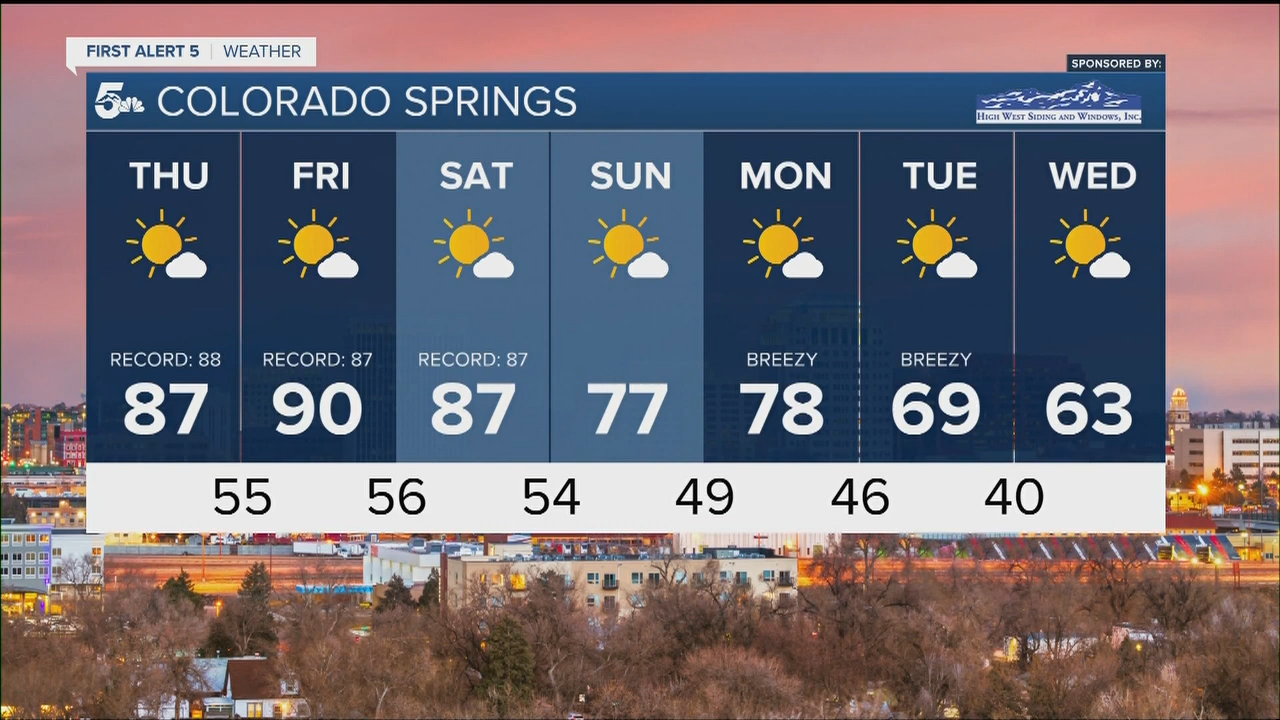 FIRST ALERT 5 | WEATHER
SPONSORED BY:
5 COLORADO SPRINGS
HIGH WEST SIDING AND WINDOWS, INC.
THU FRI SAT SUN MON TUE WED
RECORD: 88 RECORD: 87 RECORD: 87 BREEZY BREEZY
87 90 87 77 78 69 63
55 56 54 49 46 40